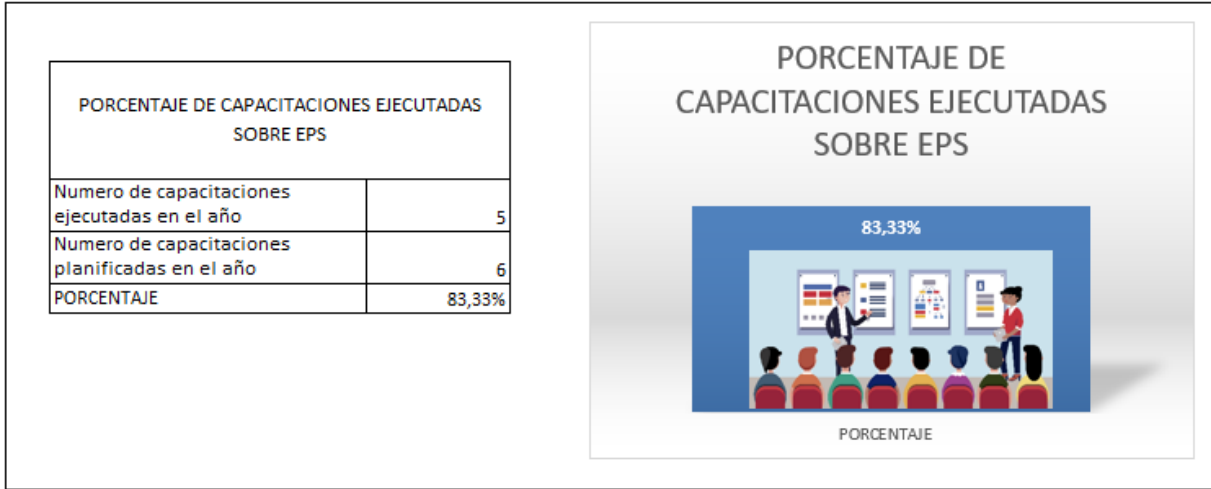 PORCENTAJE DE CAPACITACIONES EJECUTADAS
SOBRE EPS
Numero de capacitaciones
ejecutadas en el año 5
Numero de capacitaciones
planificadas en el año 6
PORCENTAJE 83,33%
PORCENTAJE DE
CAPACITACIONES EJECUTADAS
SOBRE EPS
83,33%
PORCENTAJE